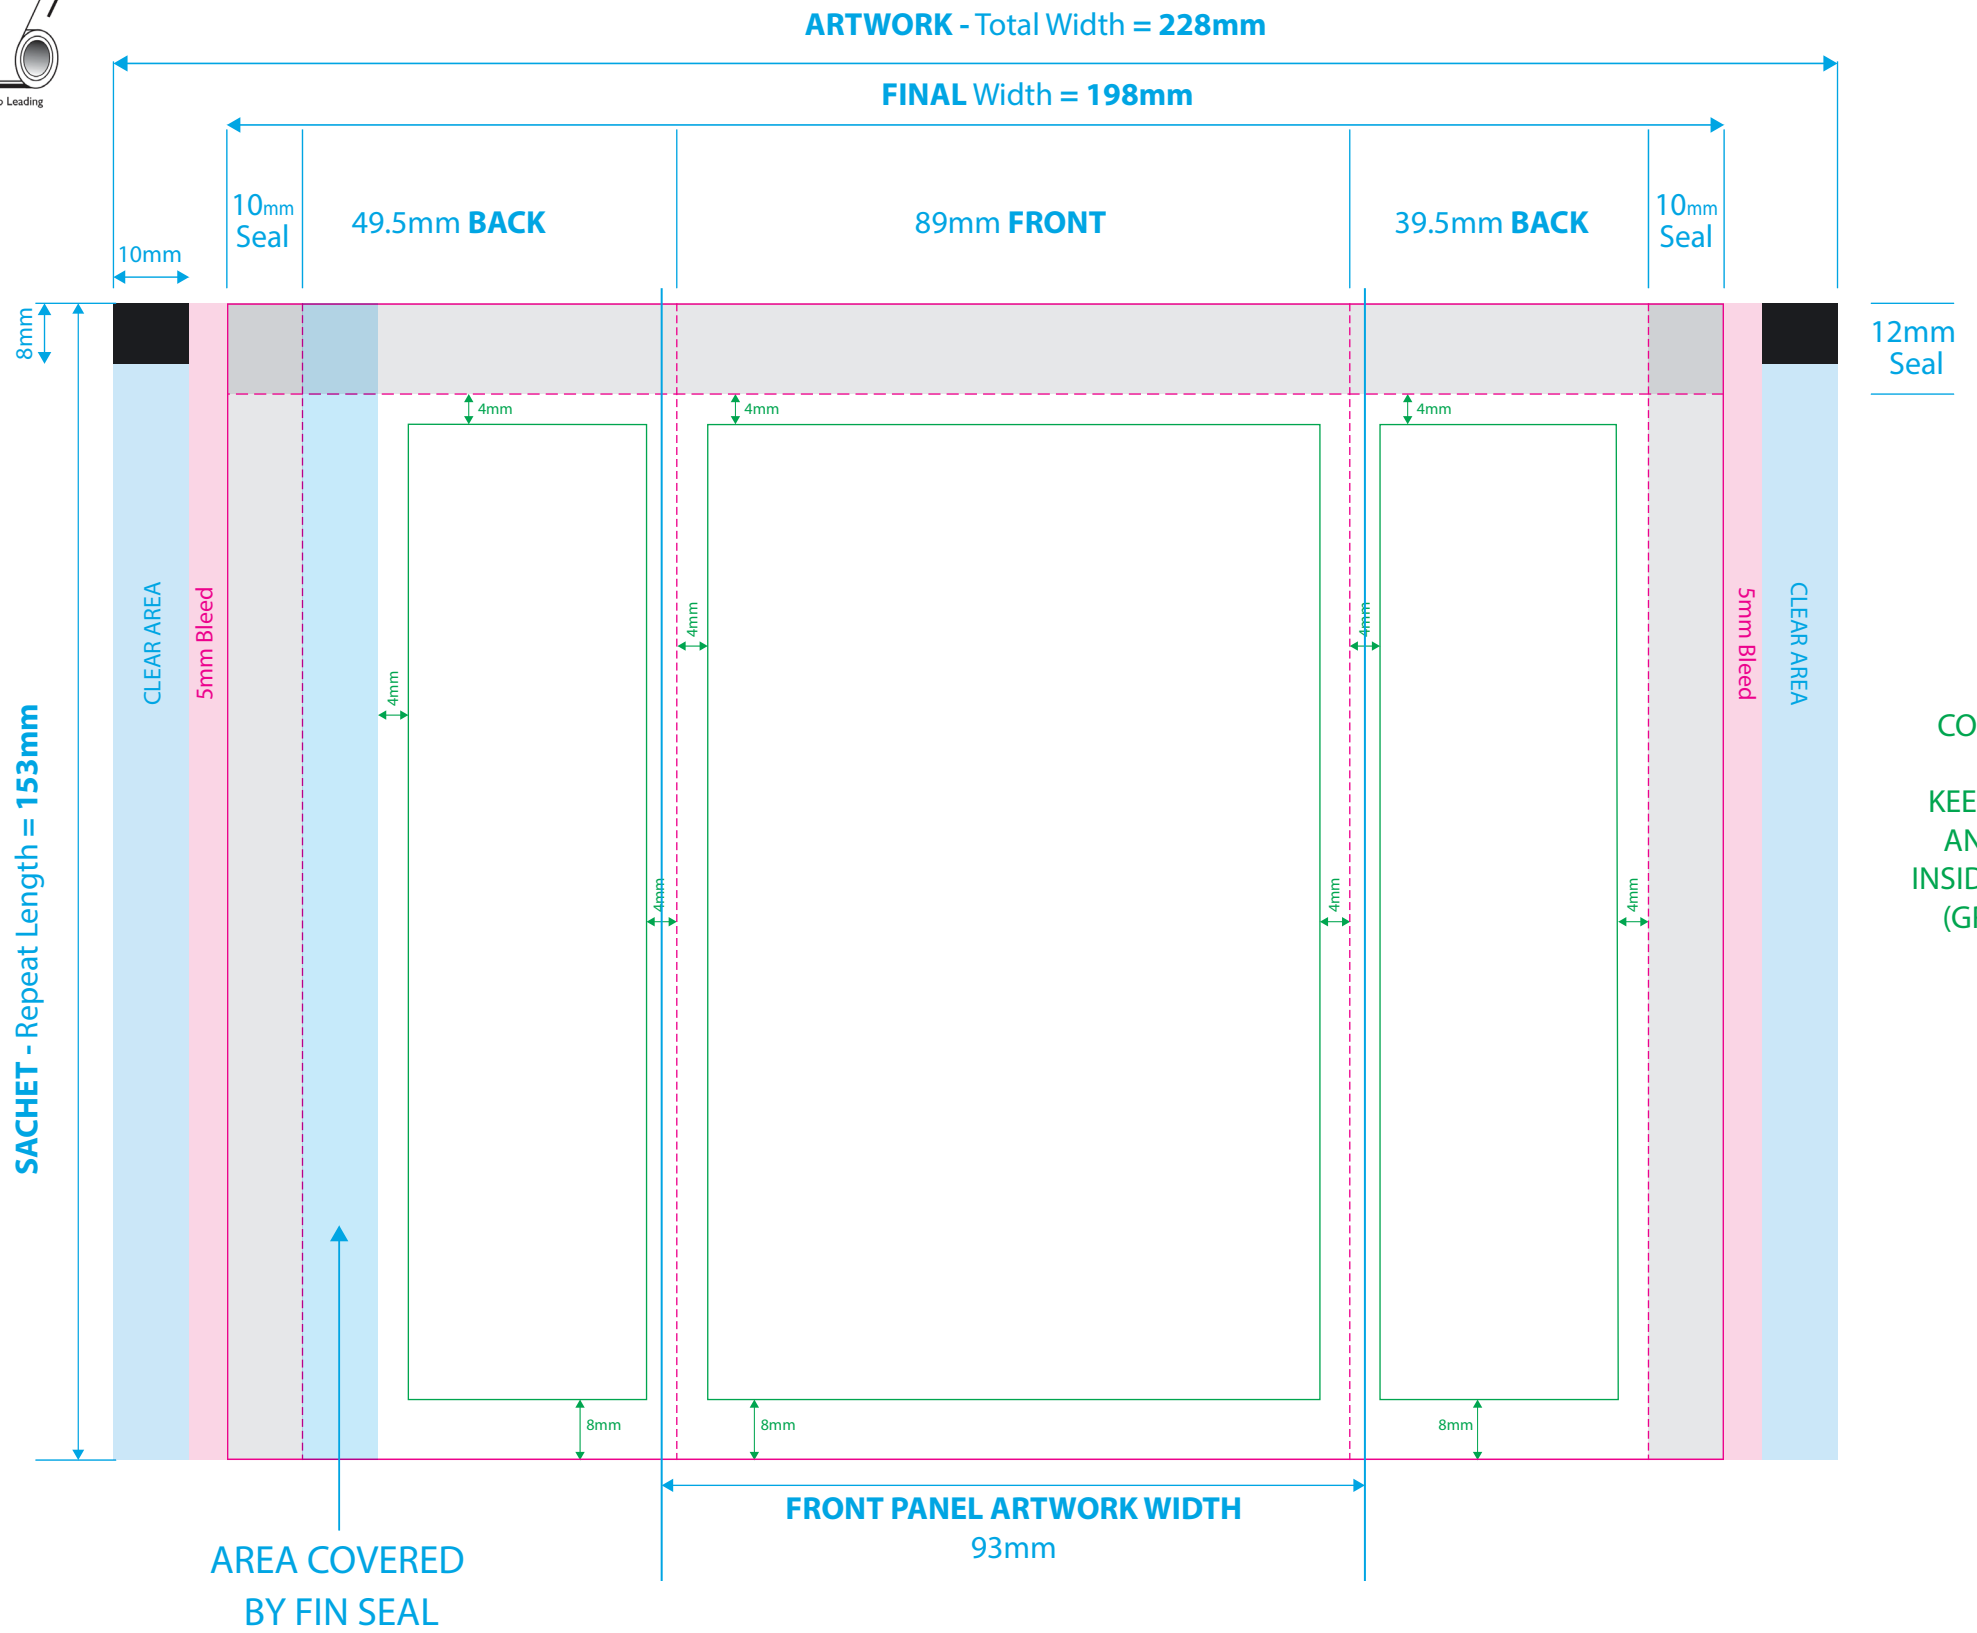 ARTWORK - Total Width = 228mm
Leading
FINAL Width = 198mm
10mm
Seal
49.5mm BACK
89mm FRONT
39.5mm BACK
10mm
Seal
10mm
8mm
12mm
Seal
4mm
4mm
4mm
CLEAR AREA
5mm Bleed
4mm
4mm
4mm
5mm Bleed
CLEAR AREA
SACHET - Repeat Length = 153mm
4mm
4mm
4mm
8mm
8mm
8mm
FRONT PANEL ARTWORK WIDTH
93mm
AREA COVERED
BY FIN SEAL